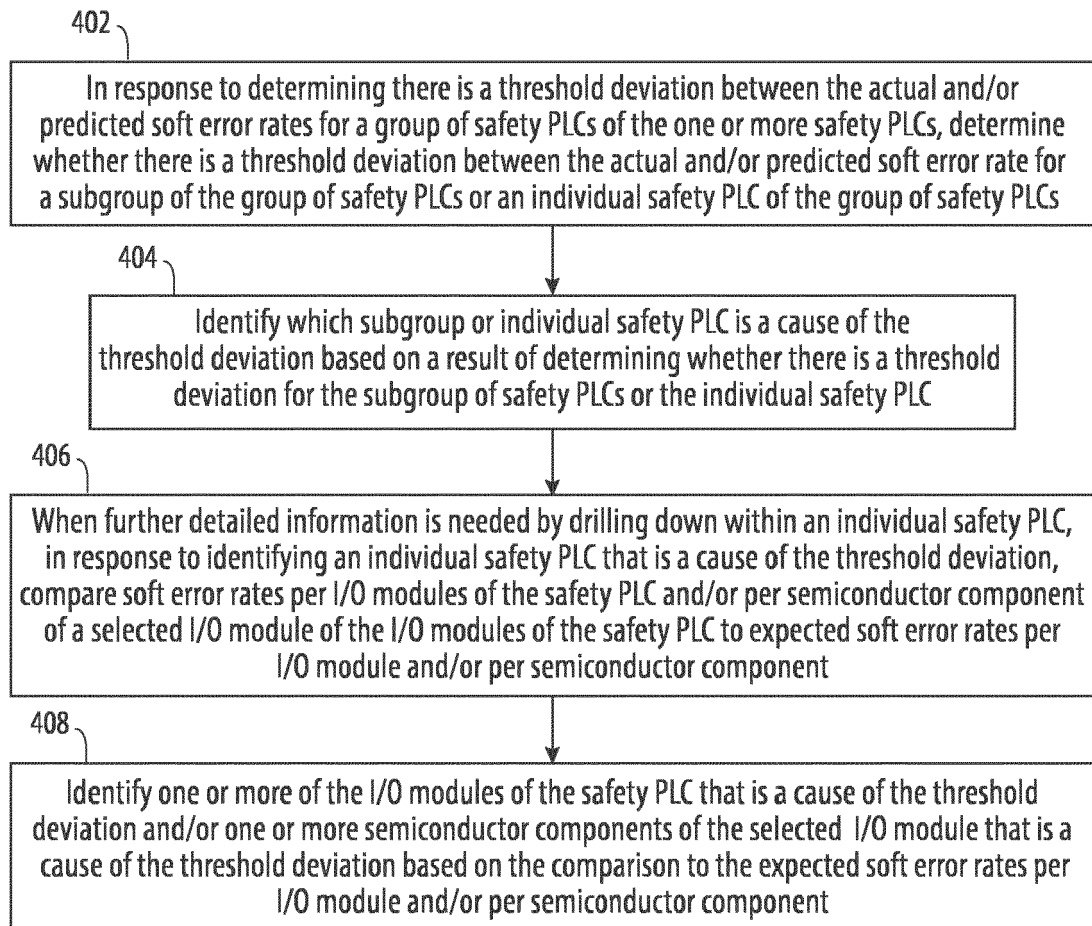 402
In response to determining there is a threshold deviation between the actual and/or
predicted soft error rates for a group of safety PLCs of the one or more safety PLCs, determine
whether there is a threshold deviation between the actual and/or predicted soft error rate for
a subgroup of the group of safety PLCs or an individual safety PLC of the group of safety PLCs
404
Identify which subgroup or individual safety PLC is a cause of the
threshold deviation based on a result of determining whether there is a threshold
deviation for the subgroup of safety PLCs or the individual safety PLC
406
When further detailed information is needed by drilling down within an individual safety PLC,
in response to identifying an individual safety PLC that is a cause of the threshold deviation,
compare soft error rates per I/O modules of the safety PLC and/or per semiconductor component
of a selected I/O module of the I/O modules of the safety PLC to expected soft error rates per
I/O module and/or per semiconductor component
408
Identify one or more of the I/O modules of the safety PLC that is a cause of the threshold
deviation and/or one or more semiconductor components of the selected I/O module that is a
cause of the threshold deviation based on the comparison to the expected soft error rates per
I/O module and/or per semiconductor component